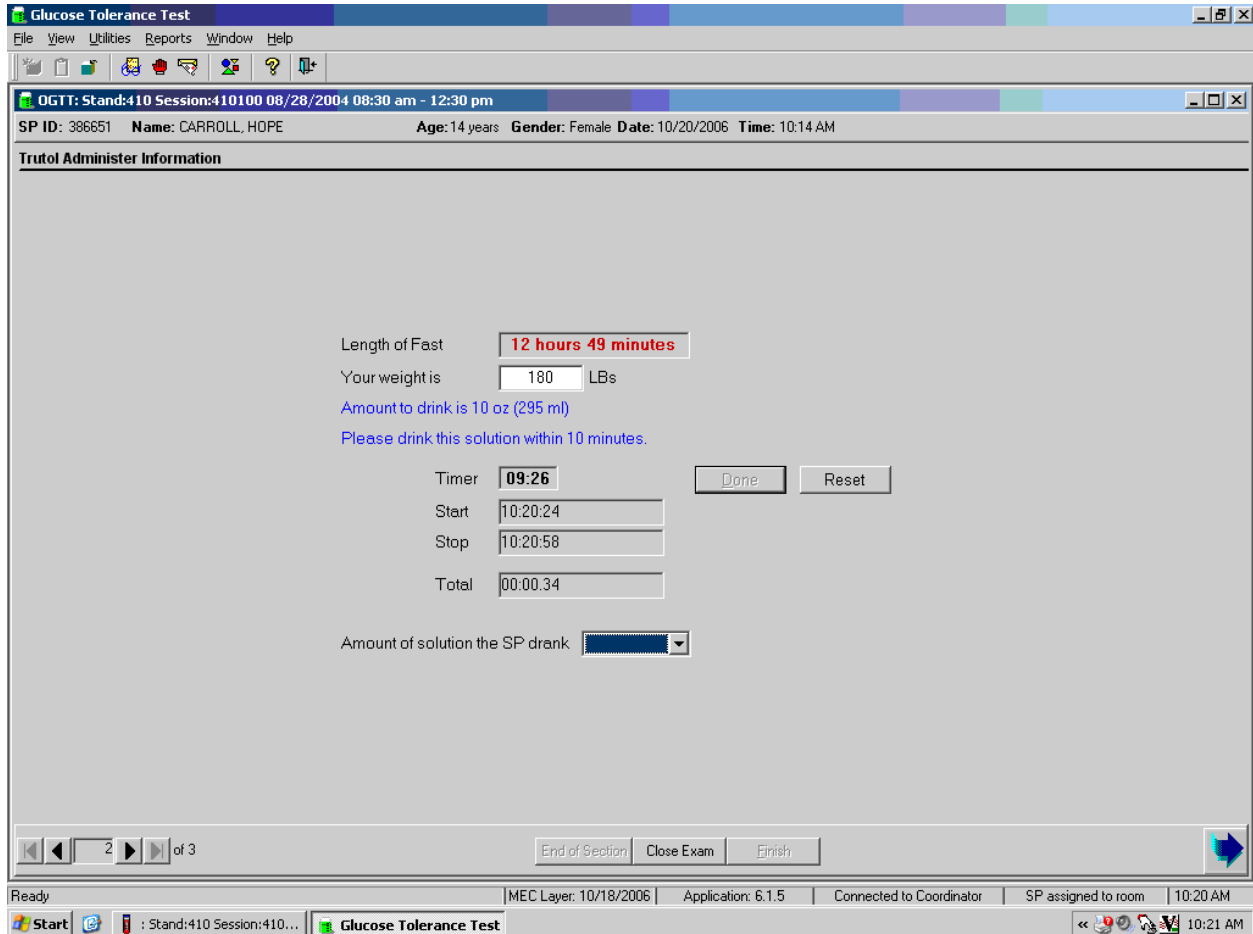 Glucose Tolerance Test
File View Utilities Reports Window Help
OGTT: Stand:410 Session:410100 08/28/2004 08:30 am - 12:30 pm
SP ID: 386651 Name: CARROLL, HOPE Age: 14 years Gender: Female Date: 10/20/2006 Time: 10:14 AM
Trutol Administer Information
Length of Fast 12 hours 49 minutes
Your weight is 180 LBs
Amount to drink is 10 oz (295 ml)
Please drink this solution within 10 minutes.
Timer 09:26 Done Reset
Start 10:20:24
Stop 10:20:58
Total 00:00.34
Amount of solution the SP drank
2 of 3 End of Section Close Exam Finish
Ready MEC Layer: 10/18/2006 Application: 6.1.5 Connected to Coordinator SP assigned to room 10:20 AM
Start : Stand:410 Session:410... Glucose Tolerance Test « 10:21 AM